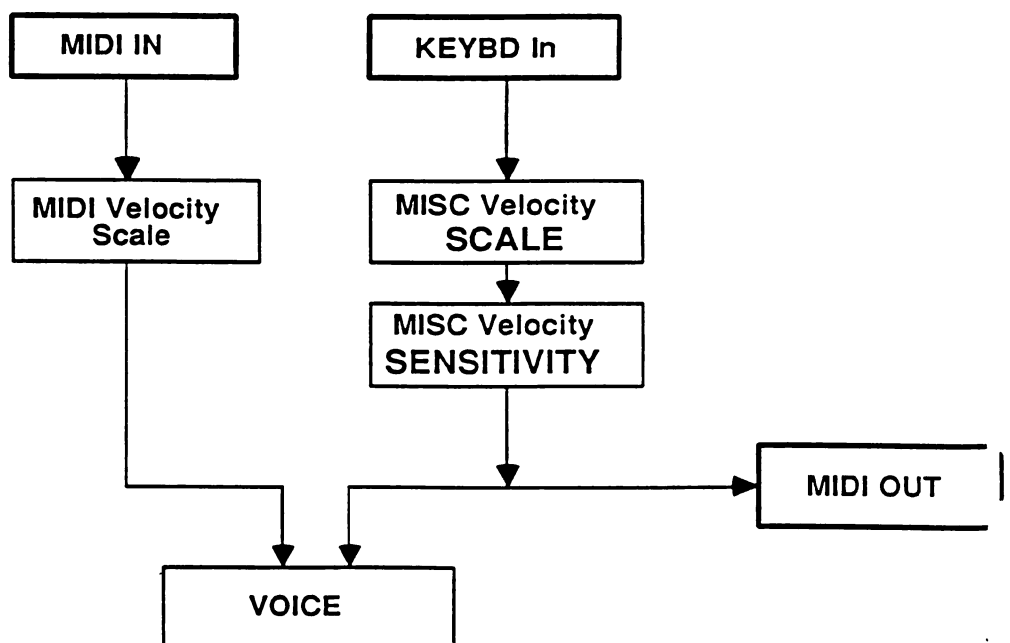 MIDI IN
KEYBD In
MIDI Velocity
Scale
MISC Velocity
SCALE
MISC Velocity
SENSITIVITY
MIDI OUT
VOICE